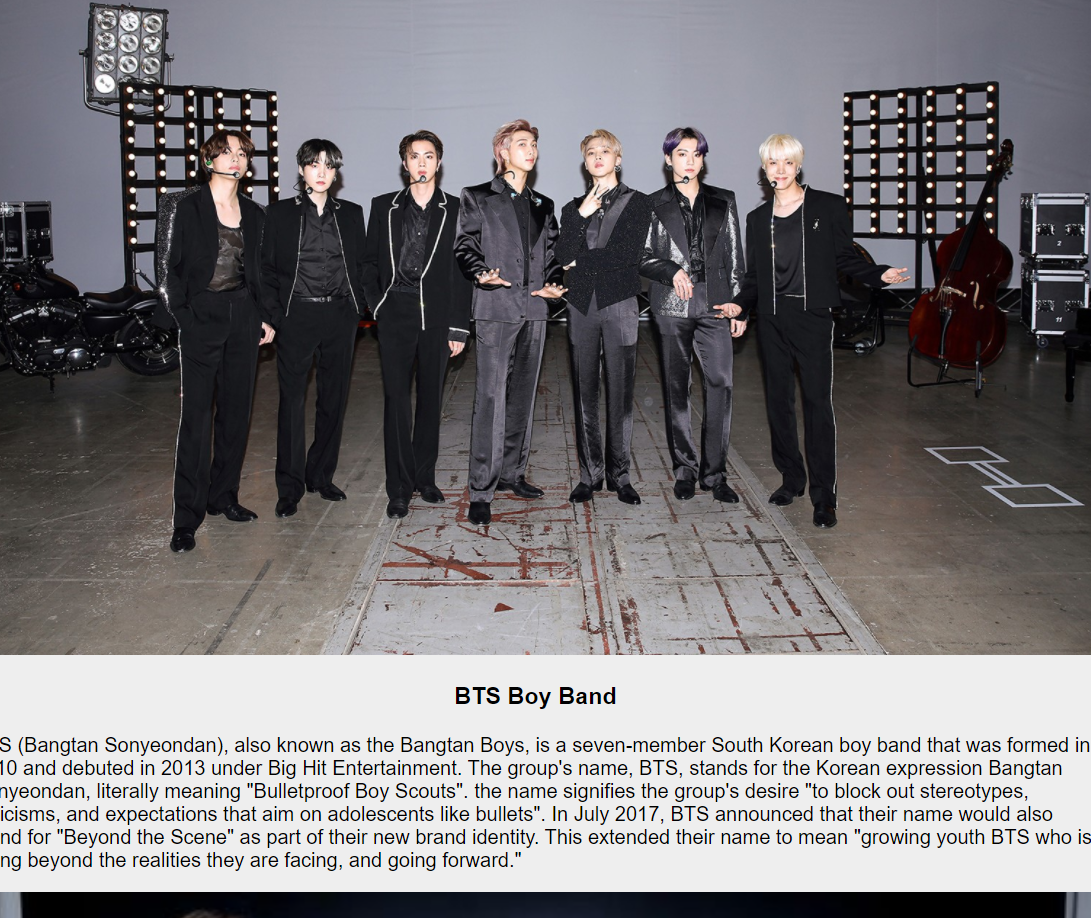 BTS Boy Band
S (Bangtan Sonyeondan), also known as the Bangtan Boys, is a seven-member South Korean boy band that was formed in
10 and debuted in 2013 under Big Hit Entertainment. The group's name, BTS, stands for the Korean expression Bangtan
nyeondan, literally meaning "Bulletproof Boy Scouts". the name signifies the group's desire "to block out stereotypes,
icisms, and expectations that aim on adolescents like bullets". In July 2017, BTS announced that their name would also
nd for "Beyond the Scene" as part of their new brand identity. This extended their name to mean "growing youth BTS who is
ng beyond the realities they are facing, and going forward."